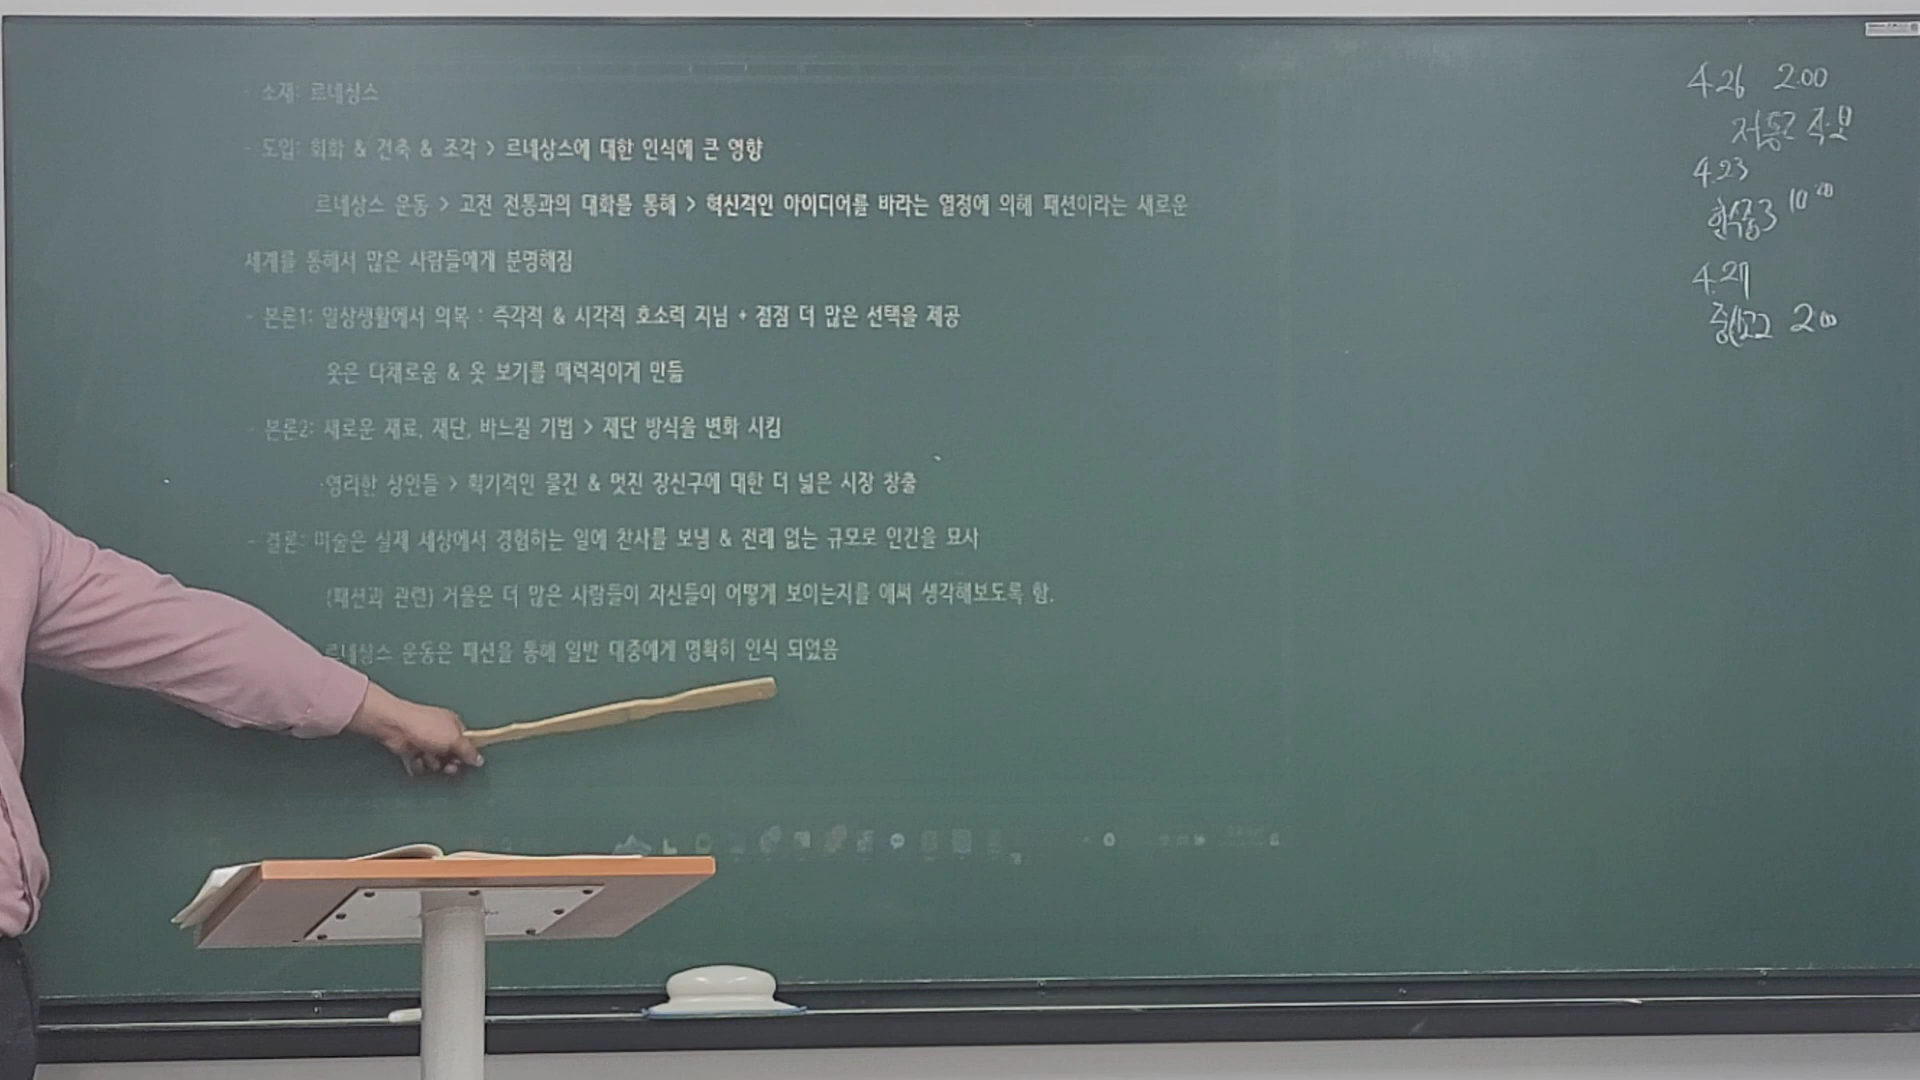 - 소재: 르네상스
- 도입: 회화 & 건축 & 조각 > 르네상스에 대한 인식에 큰 영향
르네상스 운동 > 고전 전통과의 대화를 통해 > 혁신적인 아이디어를 바라는 열정에 의해 패션이라는 새로운
세계를 통해서 많은 사람들에게 분명해짐
- 본론1: 일상생활에서 의복 : 즉각적 & 시각적 호소력 지님 + 점점 더 많은 선택을 제공
옷은 다채로움 & 옷 보기를 매력적이게 만듦
- 본론2: 새로운 재료, 재단, 바느질 기법 > 재단 방식을 변화 시킴
·영리한 상인들 > 획기적인 물건 & 멋진 장신구에 대한 더 넓은 시장 창출
- 결론: 미술은 실제 세상에서 경험하는 일에 찬사를 보냄 & 전례 없는 규모로 인간을 묘사
(패션과 관련) 거울은 더 많은 사람들이 자신들이 어떻게 보이는지를 애써 생각해보도록 함.
르네상스 운동은 패션을 통해 일반 대중에게 명확히 인식 되었음
4.26 2:00
4.23
10:00
4.27
2:00